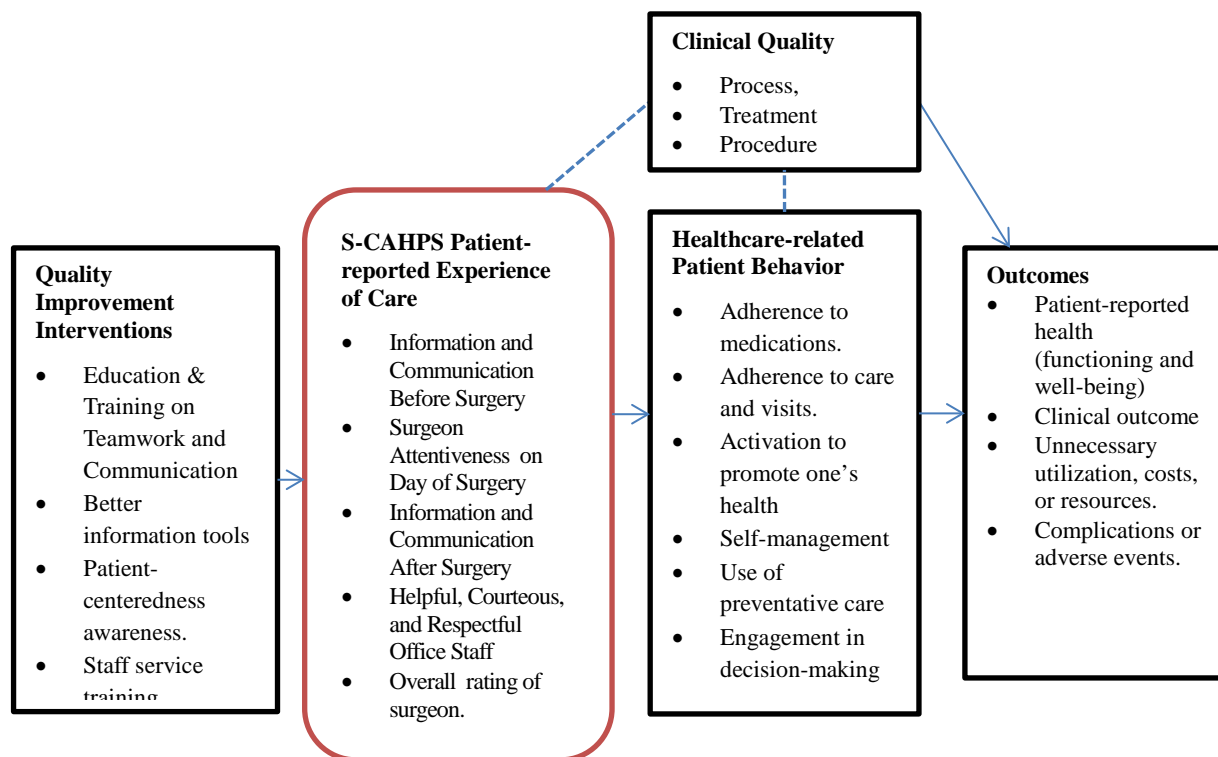 Clinical Quality
• Process,
• Treatment
• Procedure
Quality
Improvement
Interventions
• Education &
Training on
Teamwork and
Communication
• Better
information tools
• Patient-
centeredness
awareness.
• Staff service
training
S-CAHPS Patient-
reported Experience
of Care
• Information and
Communication
Before Surgery
• Surgeon
Attentiveness on
Day of Surgery
• Information and
Communication
After Surgery
• Helpful, Courteous,
and Respectful
Office Staff
• Overall rating of
surgeon.
Healthcare-related
Patient Behavior
• Adherence to
medications.
• Adherence to care
and visits.
• Activation to
promote one’s
health
• Self-management
• Use of
preventative care
• Engagement in
decision-making
Outcomes
• Patient-reported
health
(functioning and
well-being)
• Clinical outcome
• Unnecessary
utilization, costs,
or resources.
• Complications or
adverse events.